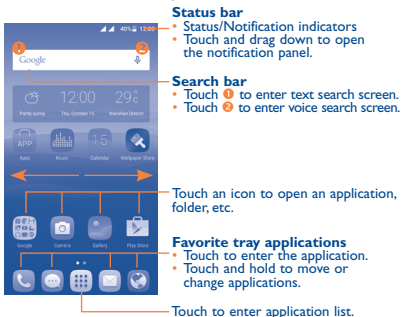 Status bar
• Status/Notification indicators
• Touch and drag down to open
the notification panel.
40% 12:00
1
2
Google
Search bar
• Touch 1 to enter text search screen.
• Touch 2 to enter voice search screen.
12:00
29°
Partly sunny
Thu, October 15
Nanshan District
APP
15
Apps
Music
Calendar
Wallpaper Store
Touch an icon to open an application,
folder, etc.
Google
Camera
Gallery
Play Store
Favorite tray applications
• Touch to enter the application.
• Touch and hold to move or
change applications.
Touch to enter application list.